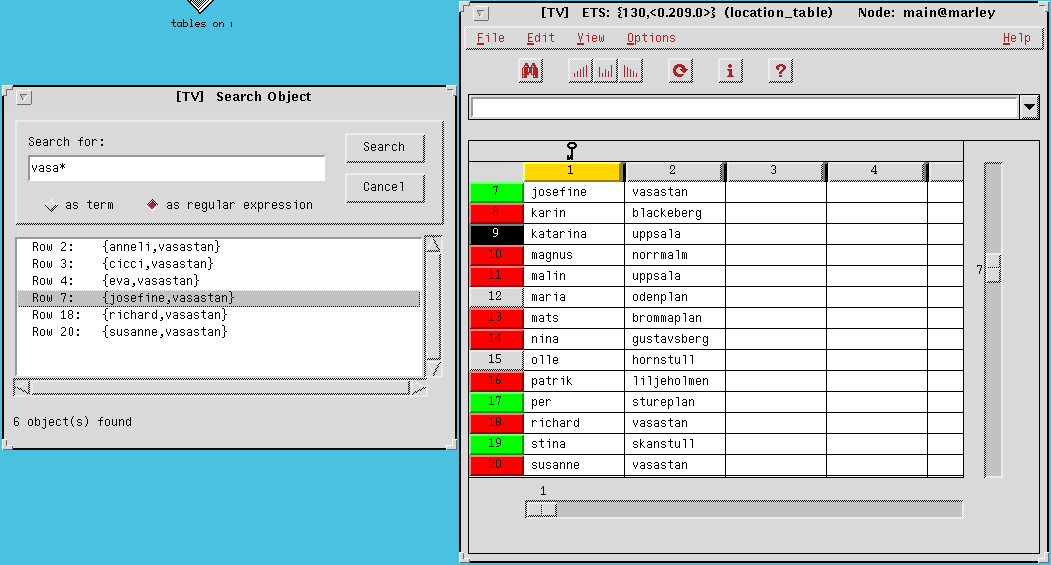 tables on
[TV] Search Object
Search for:
vasa*
Search
Cancel
as term
as regular expression
Row 2: {anneli,vasastan}
Row 3: {cicci,vasastan}
Row 4: {eva,vasastan}
Row 7: {josefine,vasastan}
Row 18: {richard,vasastan}
Row 20: {susanne,vasastan}
6 object(s) found
[TV] ETS: {130,<0.209.0>} (location_table) Node: main@marley
File Edit View Options Help
1 2 3 4
7 josefine vasastan
8 karin blackeberg
9 katarina uppsala
10 magnus norrmalm
11 malin uppsala
12 maria odenplan
13 mats brommaplan
14 nina gustavsberg
15 olle hornstull
16 patrik liljeholmen
17 per stureplan
18 richard vasastan
19 stina skanstull
20 susanne vasastan
7
1